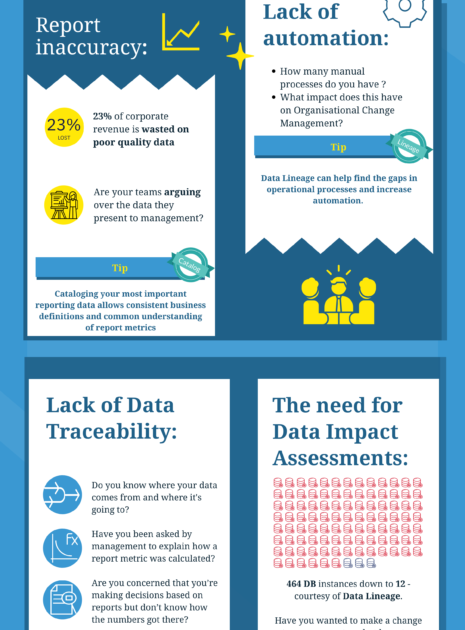 Report
inaccuracy:
23%
LOST
23% of corporate
revenue is wasted on
poor quality data
Are your teams arguing
over the data they
present to management?
Tip
Catalog
Cataloging your most important
reporting data allows consistent business
definitions and common understanding
of report metrics
Lack of
automation:
How many manual
processes do you have ?
What impact does this have
on Organisational Change
Management?
Tip
Lineage
Data Lineage can help find the gaps in
operational processes and increase
automation.
Lack of Data
Traceability:
Do you know where your data
comes from and where it's
going to?
Fx
Have you been asked by
management to explain how a
report metric was calculated?
Are you concerned that you're
making decisions based on
reports but don't know how
the numbers got there?
The need for
Data Impact
Assessments:
464 DB instances down to 12 -
courtesy of Data Lineage.
Have you wanted to make a change